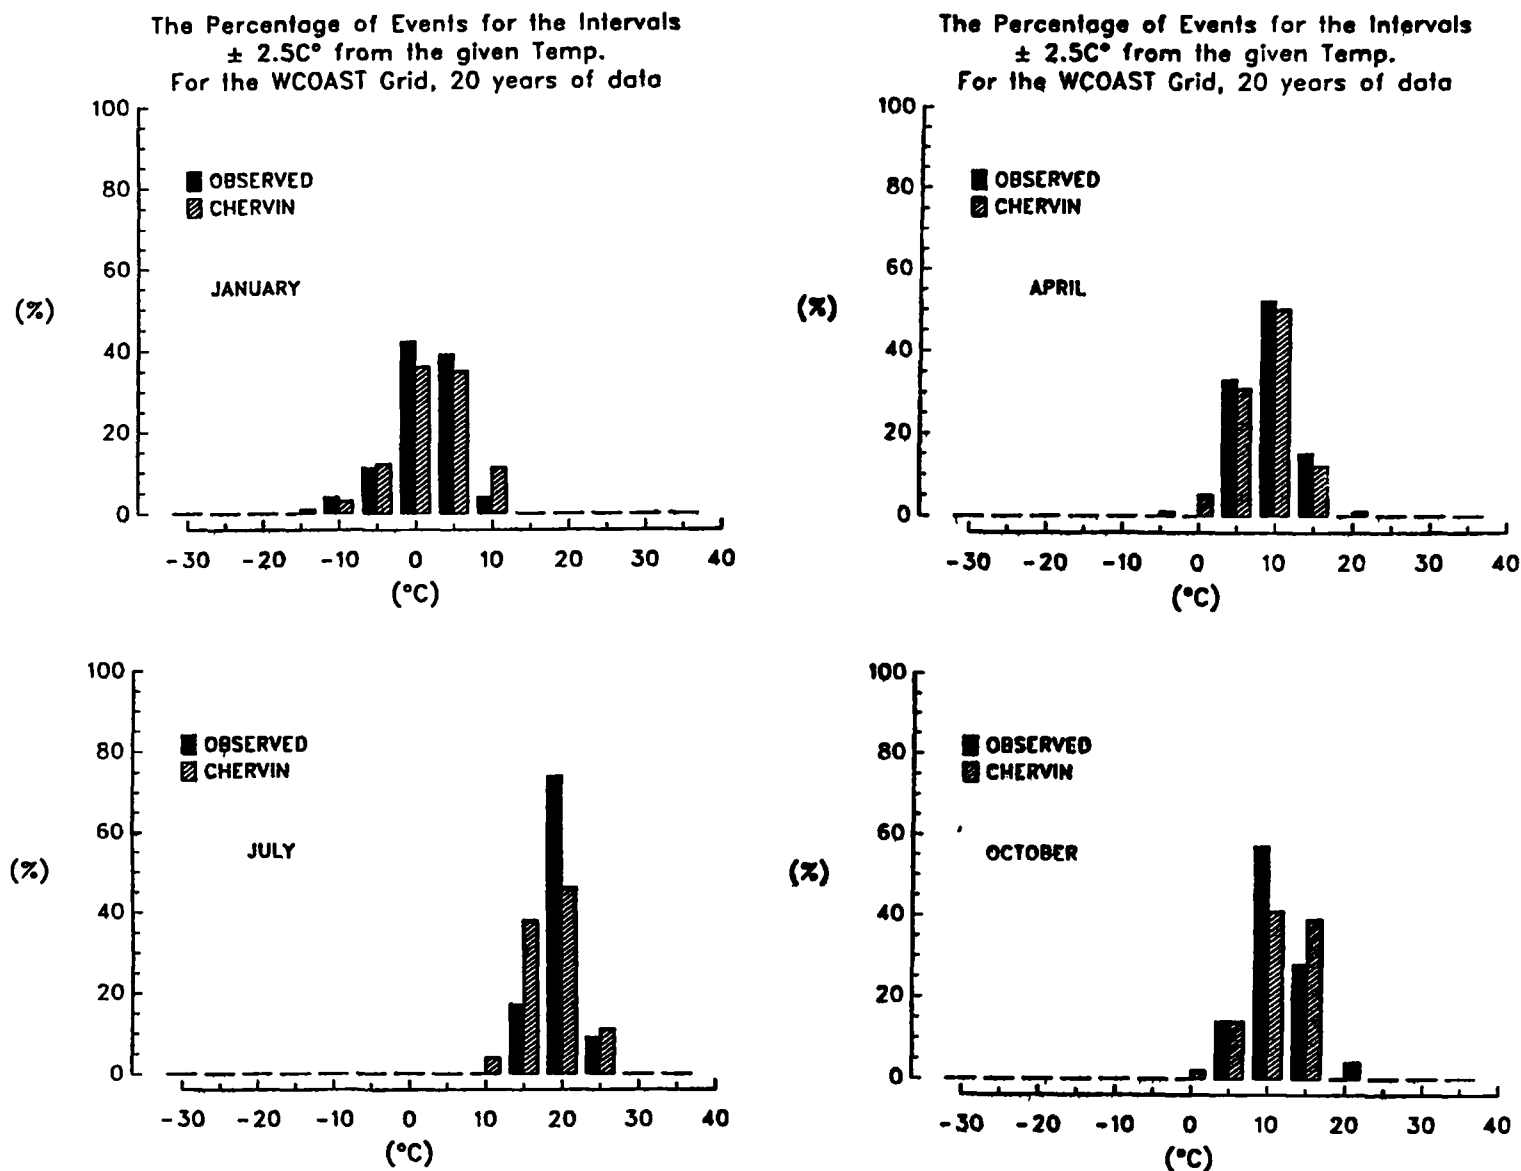 The Percentage of Events for the Intervals
± 2.5C° from the given Temp.
For the WCOAST Grid, 20 years of data
100
80
60
40
20
0
(%)
OBSERVED
CHERVIN
JANUARY
-30 -20 -10 0 10 20 30 40
(°C)
The Percentage of Events for the Intervals
± 2.5C° from the given Temp.
For the WCOAST Grid, 20 years of data
100
80
60
40
20
0
(%)
OBSERVED
CHERVIN
APRIL
-30 -20 -10 0 10 20 30 40
(°C)
100
80
60
40
20
0
(%)
OBSERVED
CHERVIN
JULY
-30 -20 -10 0 10 20 30 40
(°C)
100
80
60
40
20
0
(%)
OBSERVED
CHERVIN
OCTOBER
-30 -20 -10 0 10 20 30 40
(°C)